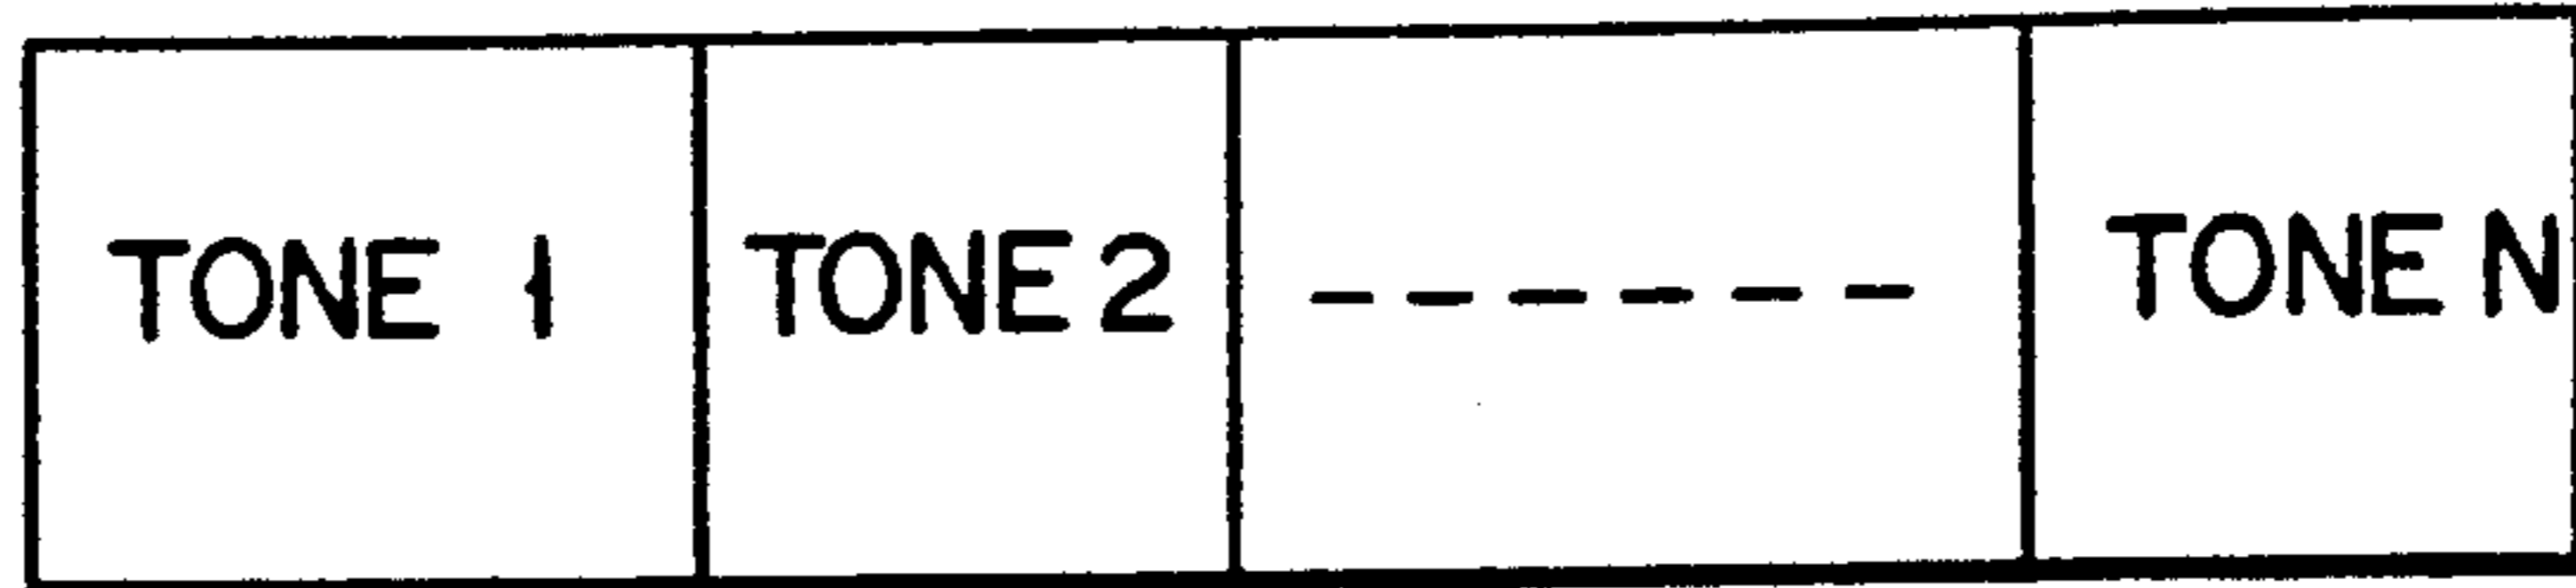 TONE 1 TONE 2 ------ TONE N